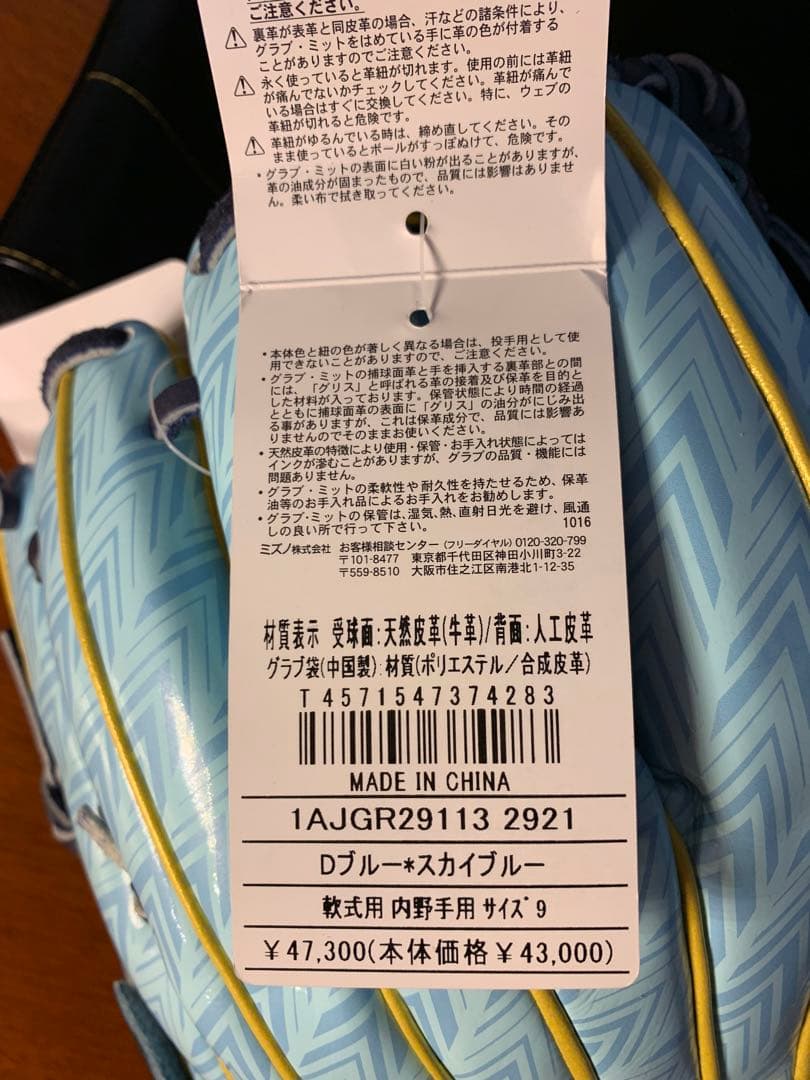 ご注意ください。
裏革が表革と同皮革の場合、汗などの諸条件により、
グラブ・ミットをはめている手に革の色が付着する
ことがありますのでご注意ください。
永く使っていると革紐が切れます。使用の前には革紐
が痛んでないかチェックしてください。革紐が痛んで
いる場合はすぐに交換してください。特に、ウェブの
革紐が切れると危険です。
革紐がゆるんでいる時は、締め直してください。その
まま使っているとボールがすっぽぬけて、危険です。
・グラブ・ミットの表面に白い粉が出ることがありますが、
革の油成分が固まったもので、品質には影響はありませ
ん。柔い布で拭き取ってください。
・本体色と紐の色が著しく異なる場合は、投手用として使
用できないことがありますので、ご注意ください。
・グラブ・ミットの捕球面革と手を挿入する裏革部との間
には、「グリス」と呼ばれる革の接着及び保革を目的と
した材料が入っております。保管状態により時間の経過
とともに捕球面革の表面に「グリス」の油分がにじみ出
る事がありますが、これは保革成分で、品質には影響あ
りませんのでそのままお使いください。
・天然皮革の特徴により使用・保管・お手入れ状態によっては
インクが滲むことがありますが、グラブの品質・機能には
問題ありません。
・グラブ・ミットの柔軟性や耐久性を持たせるため、保革
油等のお手入れ品によるお手入れをお勧めします。
・グラブ・ミットの保管は、湿気、熱、直射日光を避け、風通
しの良い所で行って下さい。 1016
ミズノ株式会社 お客様相談センター (フリーダイヤル) 0120-320-799
〒101-8477 東京都千代田区神田小川町3-22
〒559-8510 大阪市住之江区南港北1-12-35
材質表示 受球面:天然皮革(牛革)/背面:人工皮革
グラブ袋(中国製):材質(ポリエステル/合成皮革)
T 4571547374283
MADE IN CHINA
1AJGR29113 2921
Dブルー*スカイブルー
軟式用 内野手用 サイズ 9
¥47,300(本体価格¥43,000)